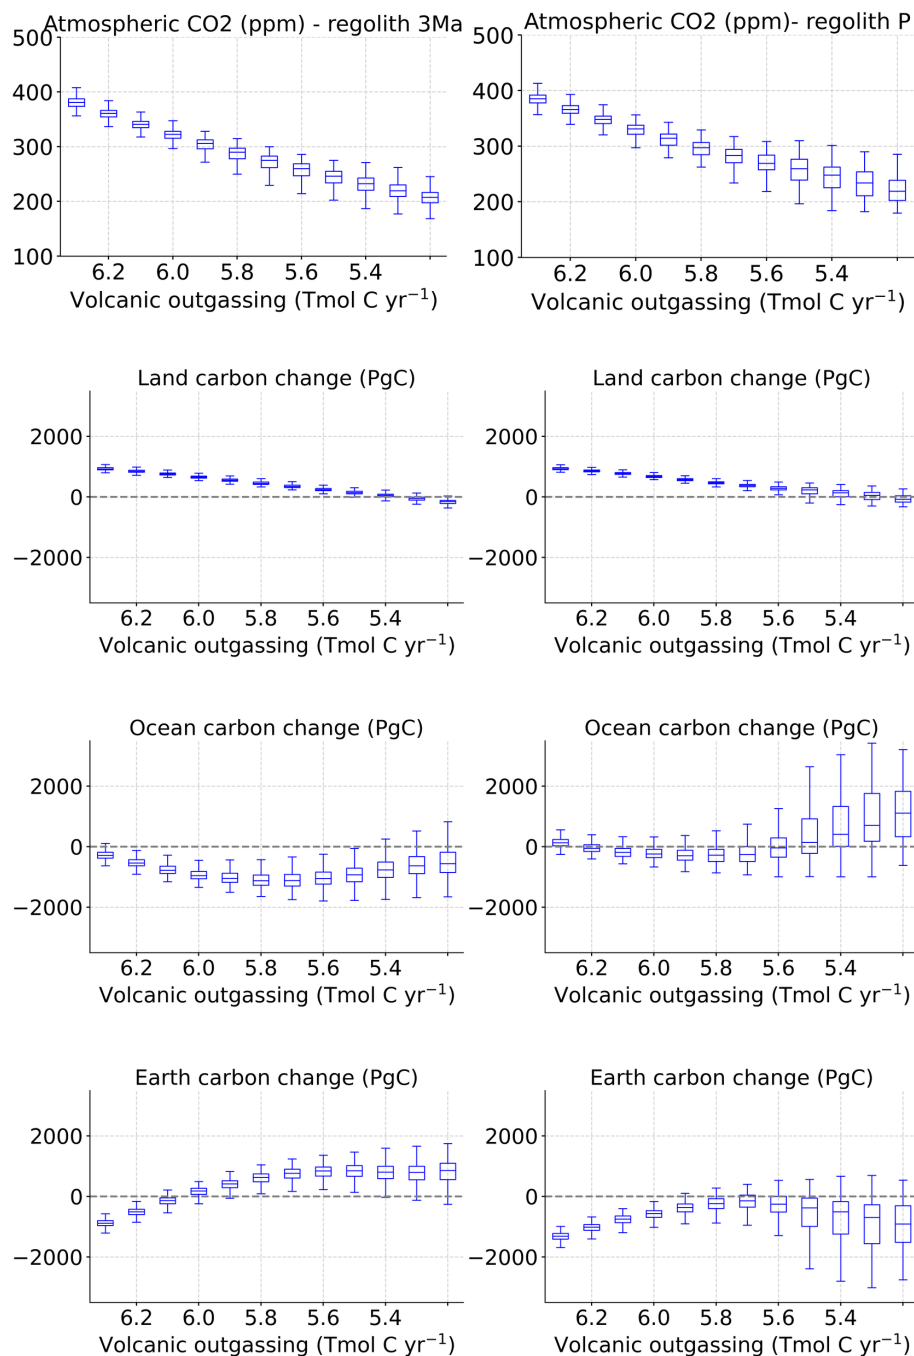 Atmospheric CO2 (ppm) - regolith 3Ma
500
400
300
200
100
6.2 6.0 5.8 5.6 5.4
Volcanic outgassing (Tmol C yr⁻¹)
Atmospheric CO2 (ppm)- regolith P
500
400
300
200
100
6.2 6.0 5.8 5.6 5.4
Volcanic outgassing (Tmol C yr⁻¹)
Land carbon change (PgC)
2000
0
−2000
6.2 6.0 5.8 5.6 5.4
Volcanic outgassing (Tmol C yr⁻¹)
Land carbon change (PgC)
2000
0
−2000
6.2 6.0 5.8 5.6 5.4
Volcanic outgassing (Tmol C yr⁻¹)
Ocean carbon change (PgC)
2000
0
−2000
6.2 6.0 5.8 5.6 5.4
Volcanic outgassing (Tmol C yr⁻¹)
Ocean carbon change (PgC)
2000
0
−2000
6.2 6.0 5.8 5.6 5.4
Volcanic outgassing (Tmol C yr⁻¹)
Earth carbon change (PgC)
2000
0
−2000
6.2 6.0 5.8 5.6 5.4
Volcanic outgassing (Tmol C yr⁻¹)
Earth carbon change (PgC)
2000
0
−2000
6.2 6.0 5.8 5.6 5.4
Volcanic outgassing (Tmol C yr⁻¹)